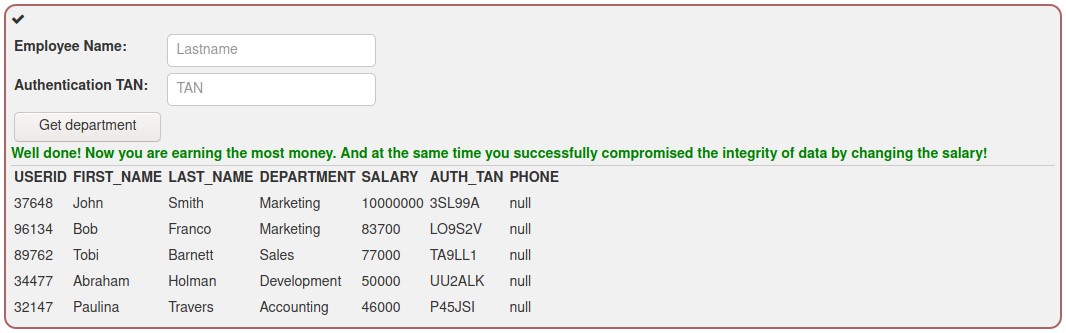 Employee Name: Lastname
Authentication TAN: TAN
Get department
Well done! Now you are earning the most money. And at the same time you successfully compromised the integrity of data by changing the salary!
USERID FIRST_NAME LAST_NAME DEPARTMENT SALARY AUTH_TAN PHONE
37648 John Smith Marketing 10000000 3SL99A null
96134 Bob Franco Marketing 83700 LO9S2V null
89762 Tobi Barnett Sales 77000 TA9LL1 null
34477 Abraham Holman Development 50000 UU2ALK null
32147 Paulina Travers Accounting 46000 P45JSI null